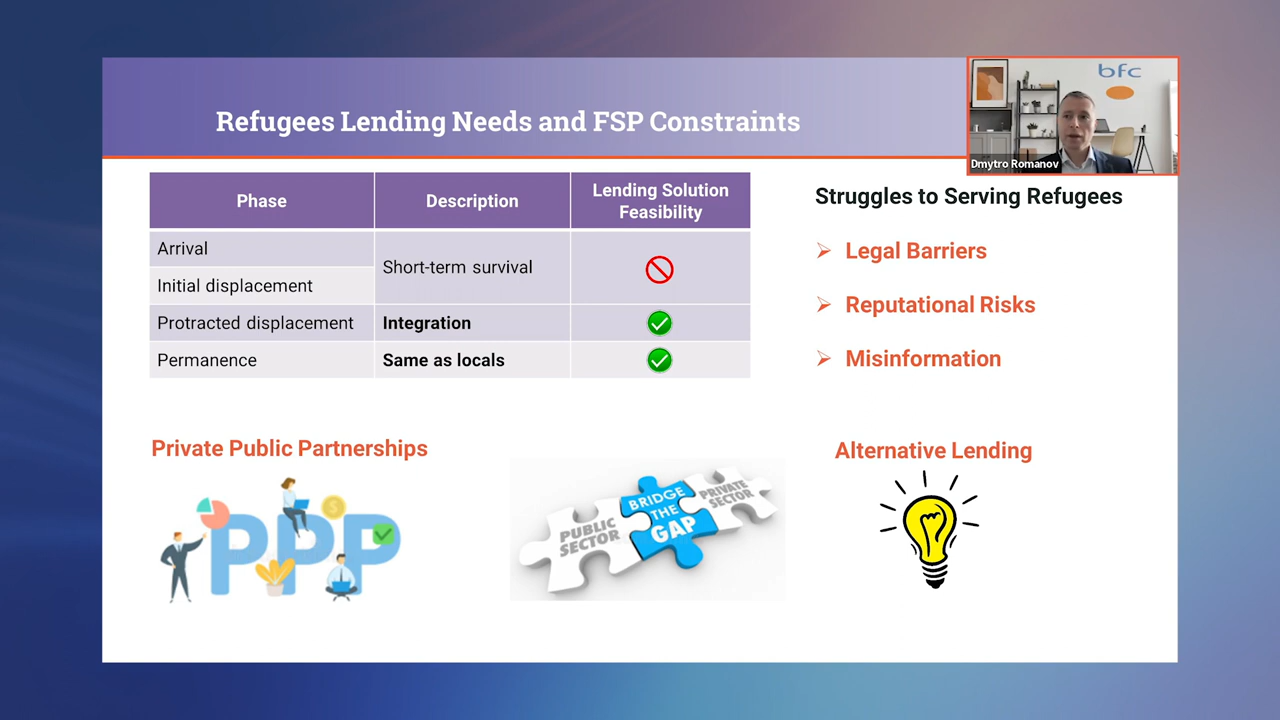 Refugees Lending Needs and FSP Constraints
bfc
Dmytro Romanov
Phase
Description
Lending Solution
Feasibility
Arrival
Short-term survival
Initial displacement
Protracted displacement
Integration
Permanence
Same as locals
Struggles to Serving Refugees
Legal Barriers
Reputational Risks
Misinformation
Private Public Partnerships
PPP
PUBLIC
SECTOR
BRIDGE
THE
GAP
PRIVATE
SECTOR
Alternative Lending